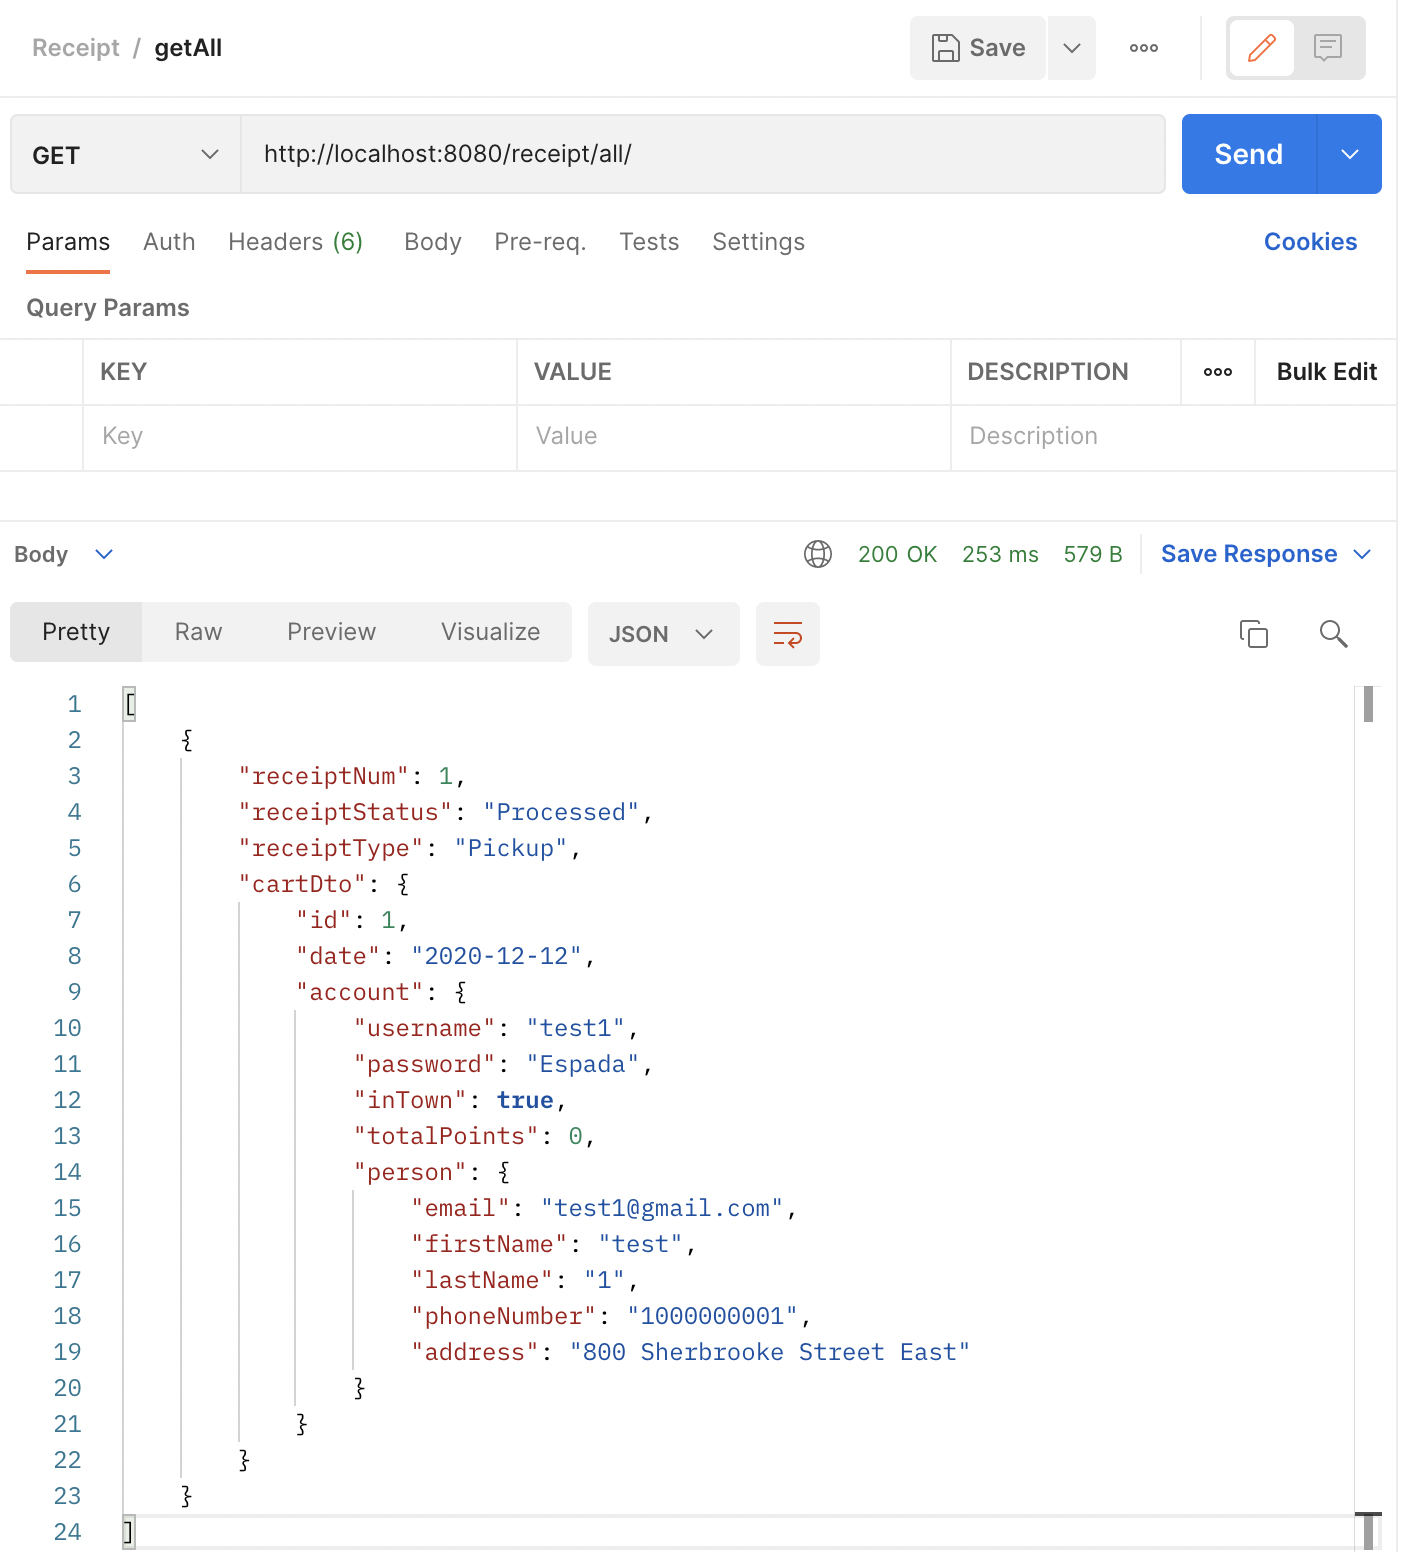 Receipt / getAll Save
GET http://localhost:8080/receipt/all/ Send
Params Auth Headers (6) Body Pre-req. Tests Settings Cookies
Query Params
KEY VALUE DESCRIPTION Bulk Edit
Key Value Description
Body 200 OK 253 ms 579 B Save Response
Pretty Raw Preview Visualize JSON
1 [
2 {
3 "receiptNum": 1,
4 "receiptStatus": "Processed",
5 "receiptType": "Pickup",
6 "cartDto": {
7 "id": 1,
8 "date": "2020-12-12",
9 "account": {
10 "username": "test1",
11 "password": "Espada",
12 "inTown": true,
13 "totalPoints": 0,
14 "person": {
15 "email": "test1@gmail.com",
16 "firstName": "test",
17 "lastName": "1",
18 "phoneNumber": "1000000001",
19 "address": "800 Sherbrooke Street East"
20 }
21 }
22 }
23 }
24 ]